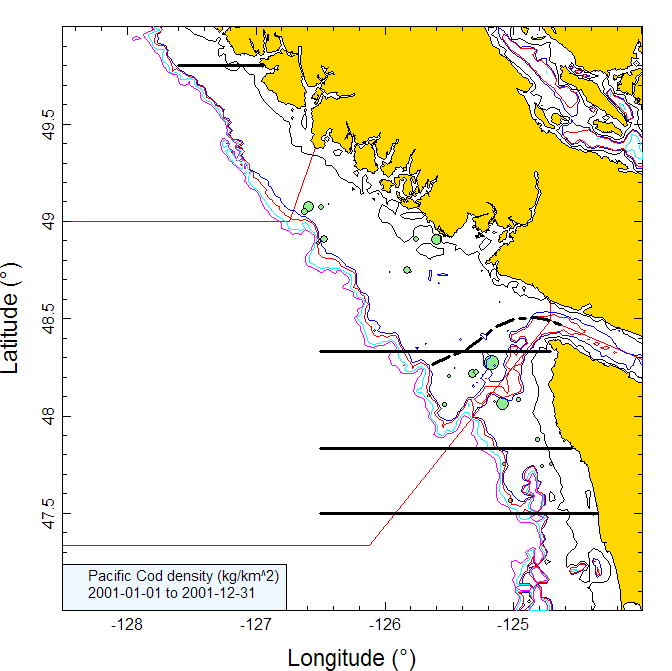 49.5
49
48.5
48
47.5
Latitude (°)
Pacific Cod density (kg/km^2)
2001-01-01 to 2001-12-31
-128
-127
-126
-125
Longitude (°)